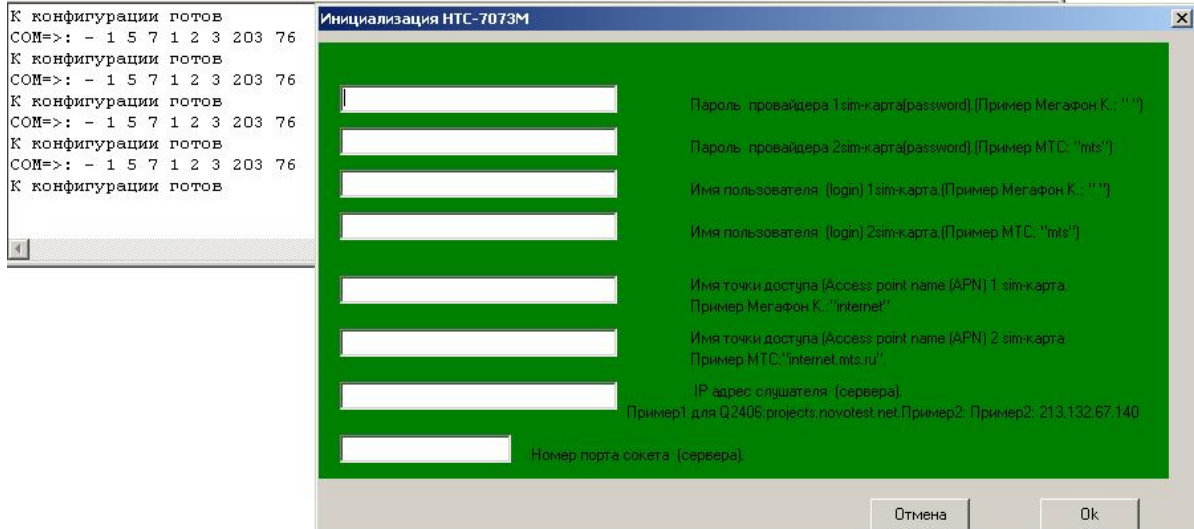 К конфигурации готов
COM=>: - 1 5 7 1 2 3 203 76
К конфигурации готов
COM=>: - 1 5 7 1 2 3 203 76
К конфигурации готов
COM=>: - 1 5 7 1 2 3 203 76
К конфигурации готов
COM=>: - 1 5 7 1 2 3 203 76
К конфигурации готов
Инициализация НТС-7073М
Пароль провайдера 1sim-карта(password).(Пример Мегафон К.: " ")
Пароль провайдера 2sim-карта(password).(Пример МТС: "mts")
Имя пользователя (login) 1sim-карта.(Пример Мегафон К.: " ")
Имя пользователя (login) 2sim-карта.(Пример МТС: "mts")
Имя точки доступа (Access point name (APN) 1 sim-карта.
Пример Мегафон К.:"internet"
Имя точки доступа (Access point name (APN) 2 sim-карта
Пример МТС:"internet.mts.ru".
IP адрес слушателя (сервера).
Пример1 для Q2406:projects.novotest.net.Пример2: Пример2: 213.132.67.140
Номер порта сокета (сервера).
Отмена
Ok